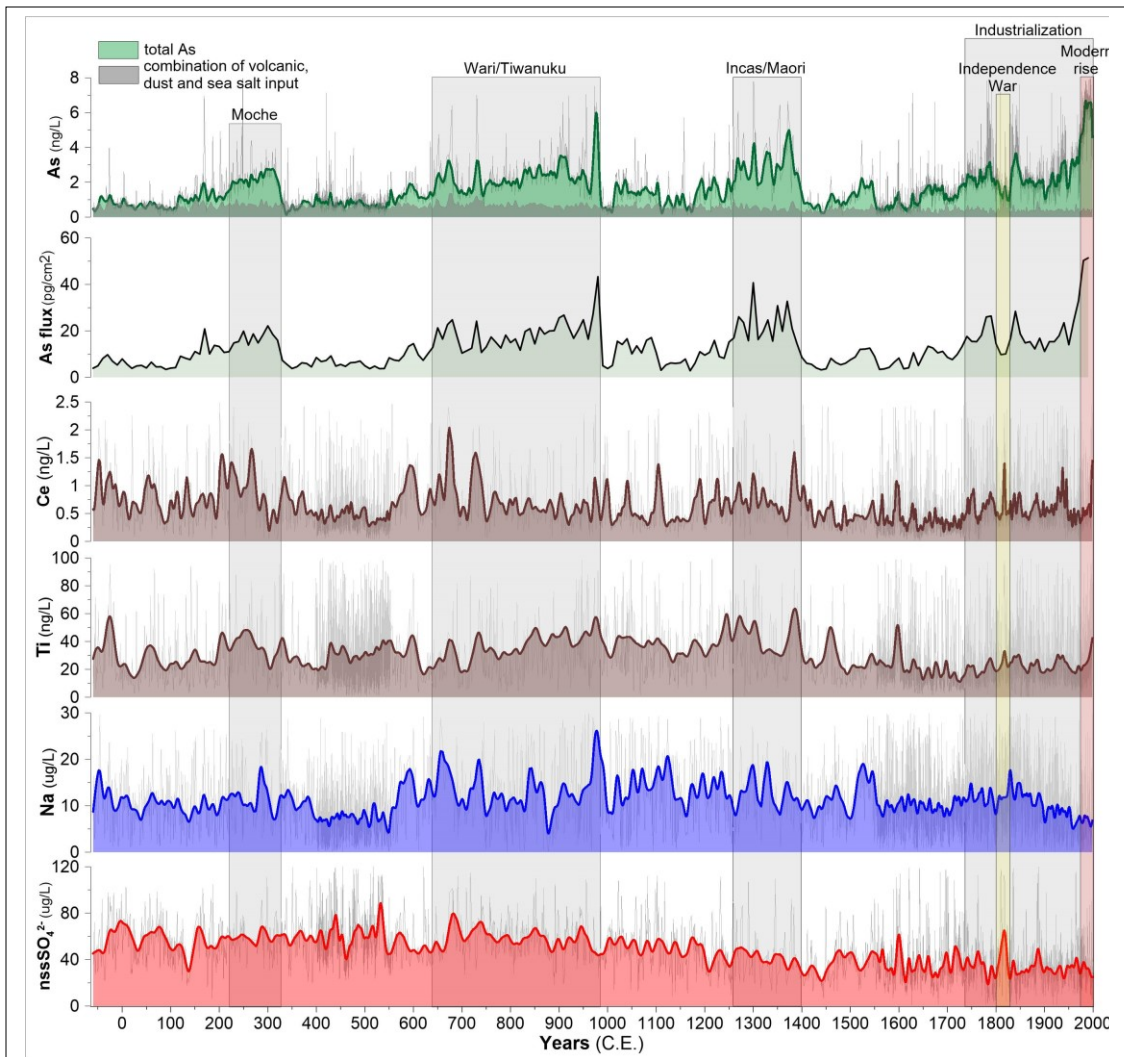 total As
combination of volcanic,
dust and sea salt input
Moche
Wari/Tiwanuku
Incas/Maori
Industrialization
Modern
rise
Independence
War
As (ng/L)
8
6
4
2
0
As flux (pg/cm2)
60
40
20
0
Ce (ng/L)
2.5
2
1.5
1
0.5
0
Ti (ng/L)
100
80
60
40
20
0
Na (ug/L)
30
20
10
0
nssSO₄²⁻ (ug/L)
120
80
40
0
0 100 200 300 400 500 600 700 800 900 1000 1100 1200 1300 1400 1500 1600 1700 1800 1900 2000
Years (C.E.)